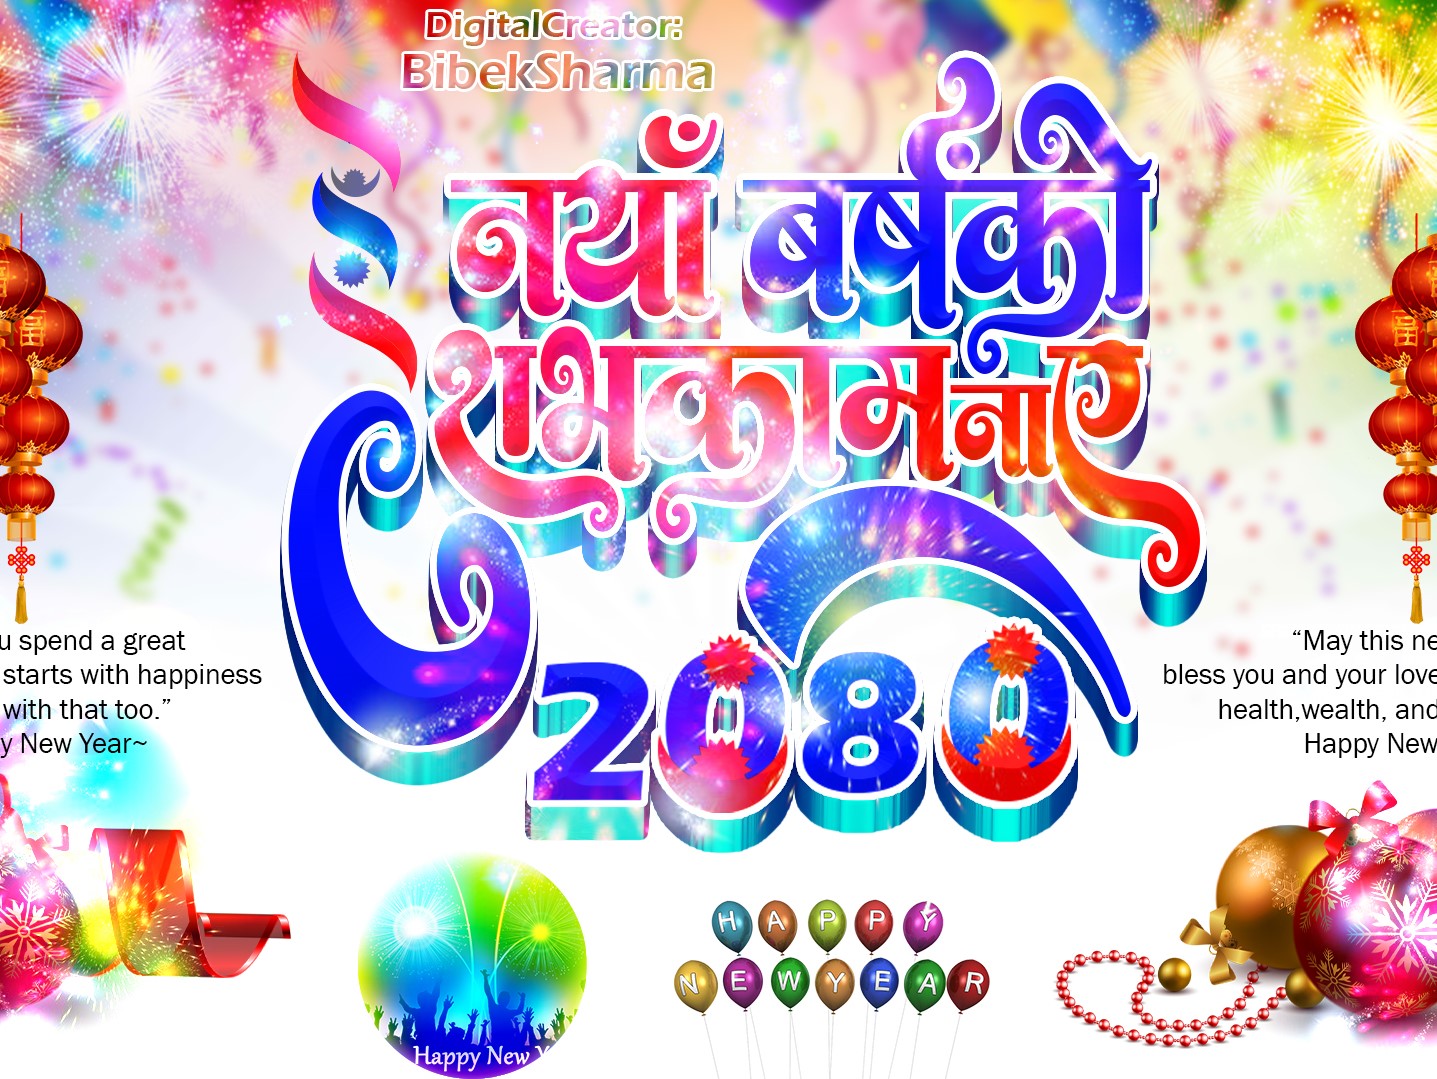 DigitalCreator:
BibekSharma
नयाँ बर्षको
शुभकामनाए
2080
u spend a great
starts with happiness
with that too.”
y New Year~
“May this ne
bless you and your love
health,wealth, and
Happy New
HAPPY
NEWYEAR
Happy New Y